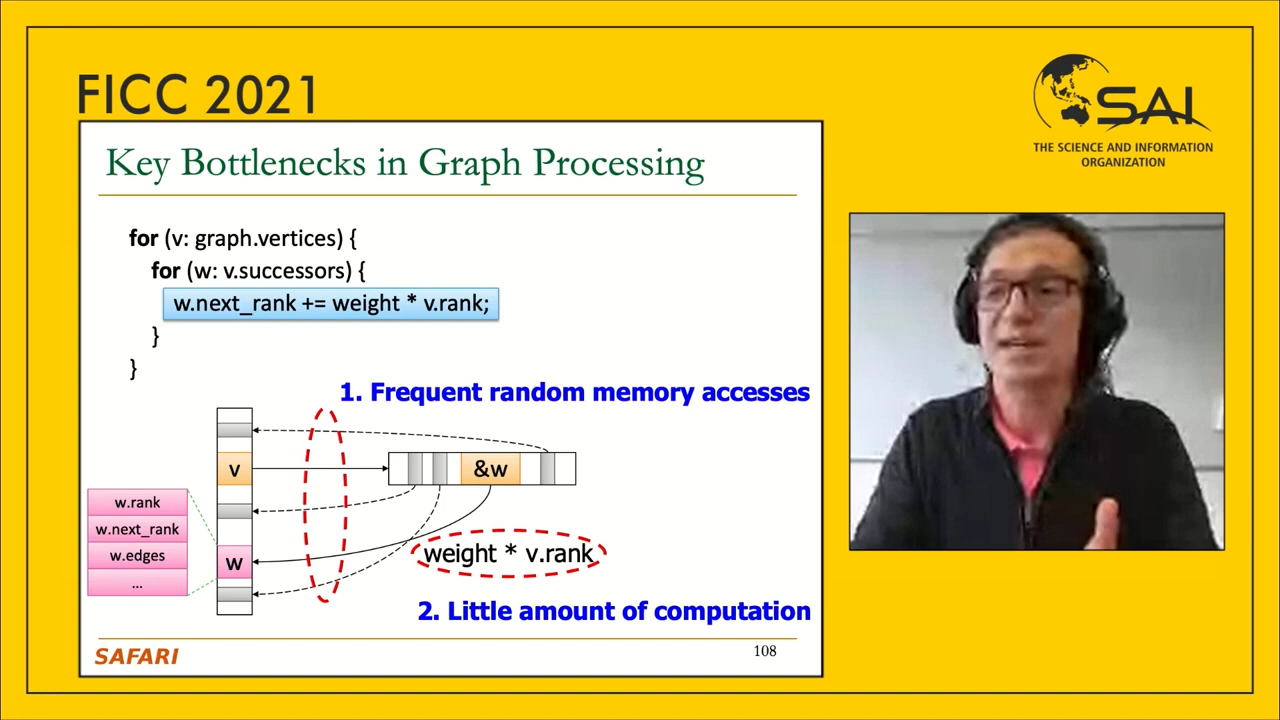 FICC 2021
SAI
THE SCIENCE AND INFORMATION
ORGANIZATION
Key Bottlenecks in Graph Processing
for (v: graph.vertices) {
for (w: v.successors) {
w.next_rank += weight * v.rank;
}
}
1. Frequent random memory accesses
v
&w
w.rank
w.next_rank
w.edges
...
w
weight * v.rank
2. Little amount of computation
SAFARI
108